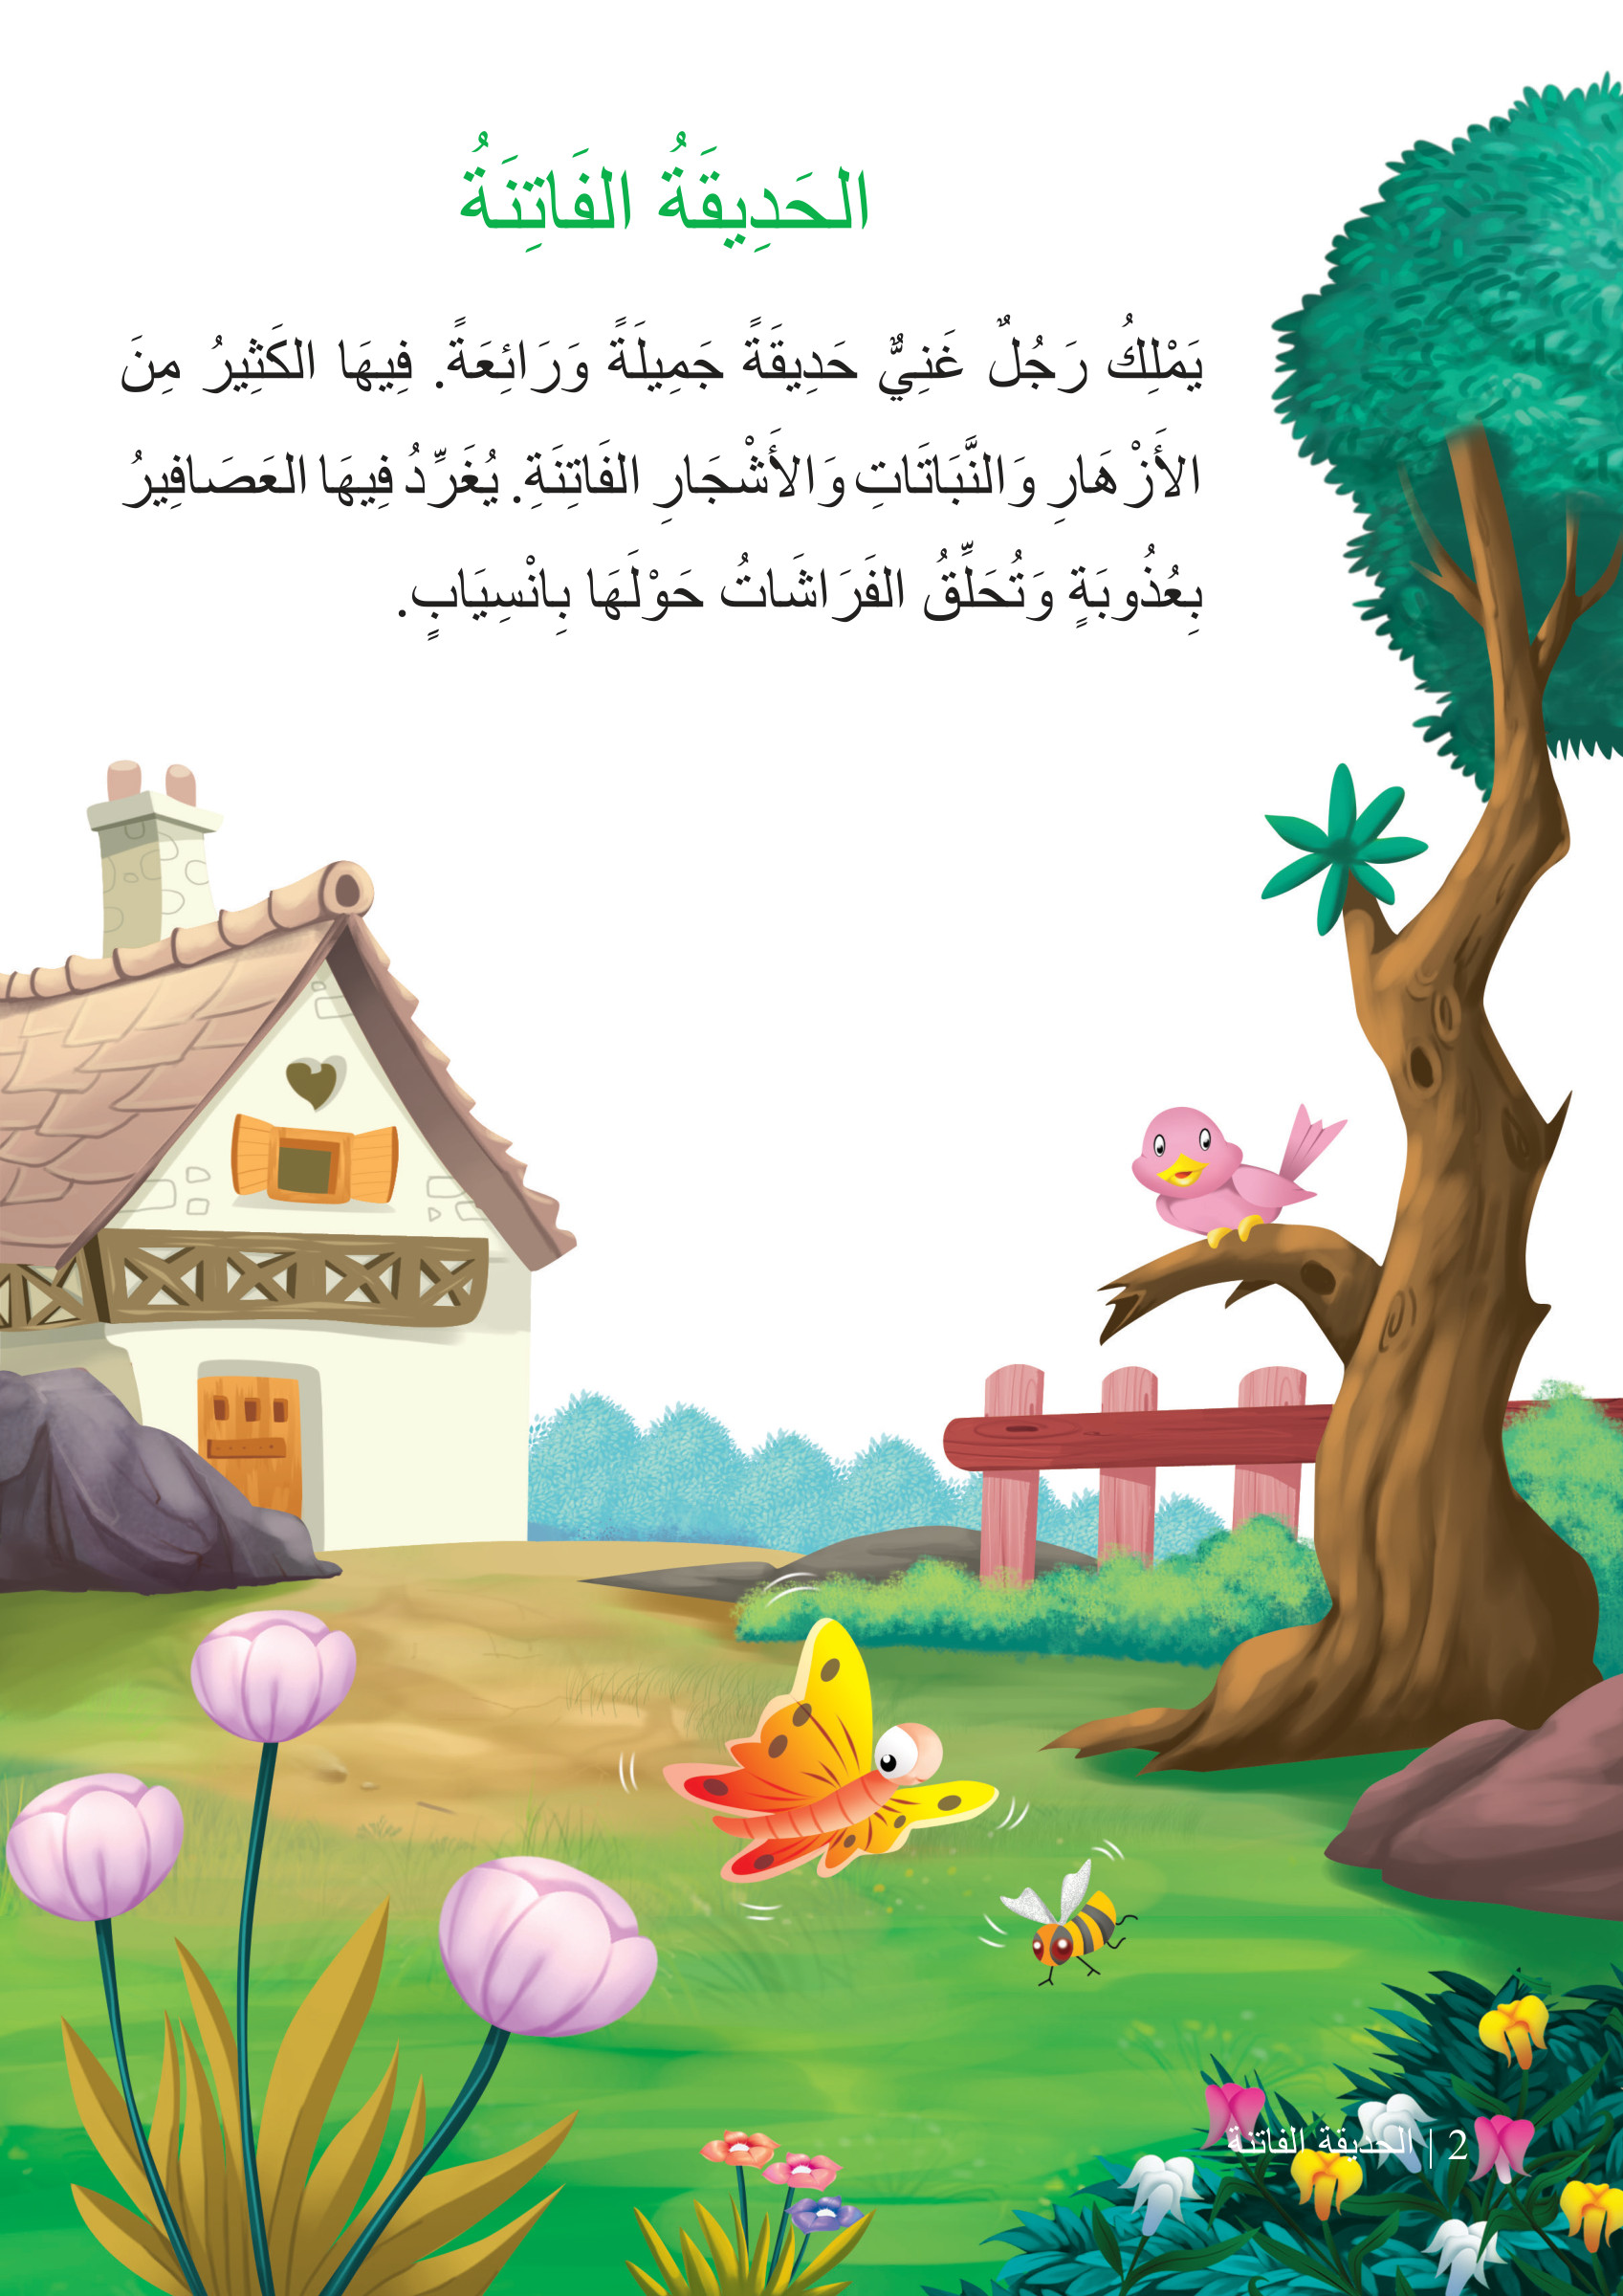 الحَدِيقَةُ الفَاتِنَةُ
يَمْلِكُ رَجُلٌ غَنِيٌّ حَدِيقَةً جَمِيلَةً وَرَائِعَةً. فِيهَا الكَثِيرُ مِنَ
الأَزْهَارِ وَالنَّبَاتَاتِ وَالأَشْجَارِ الفَاتِنَةِ. يُغَرِّدُ فِيهَا العَصَافِيرُ
بِعُذُوبَةٍ وَتُحَلِّقُ الفَرَاشَاتُ حَوْلَهَا بِانْسِيَابٍ.
2 | الحديقة الفاتنة